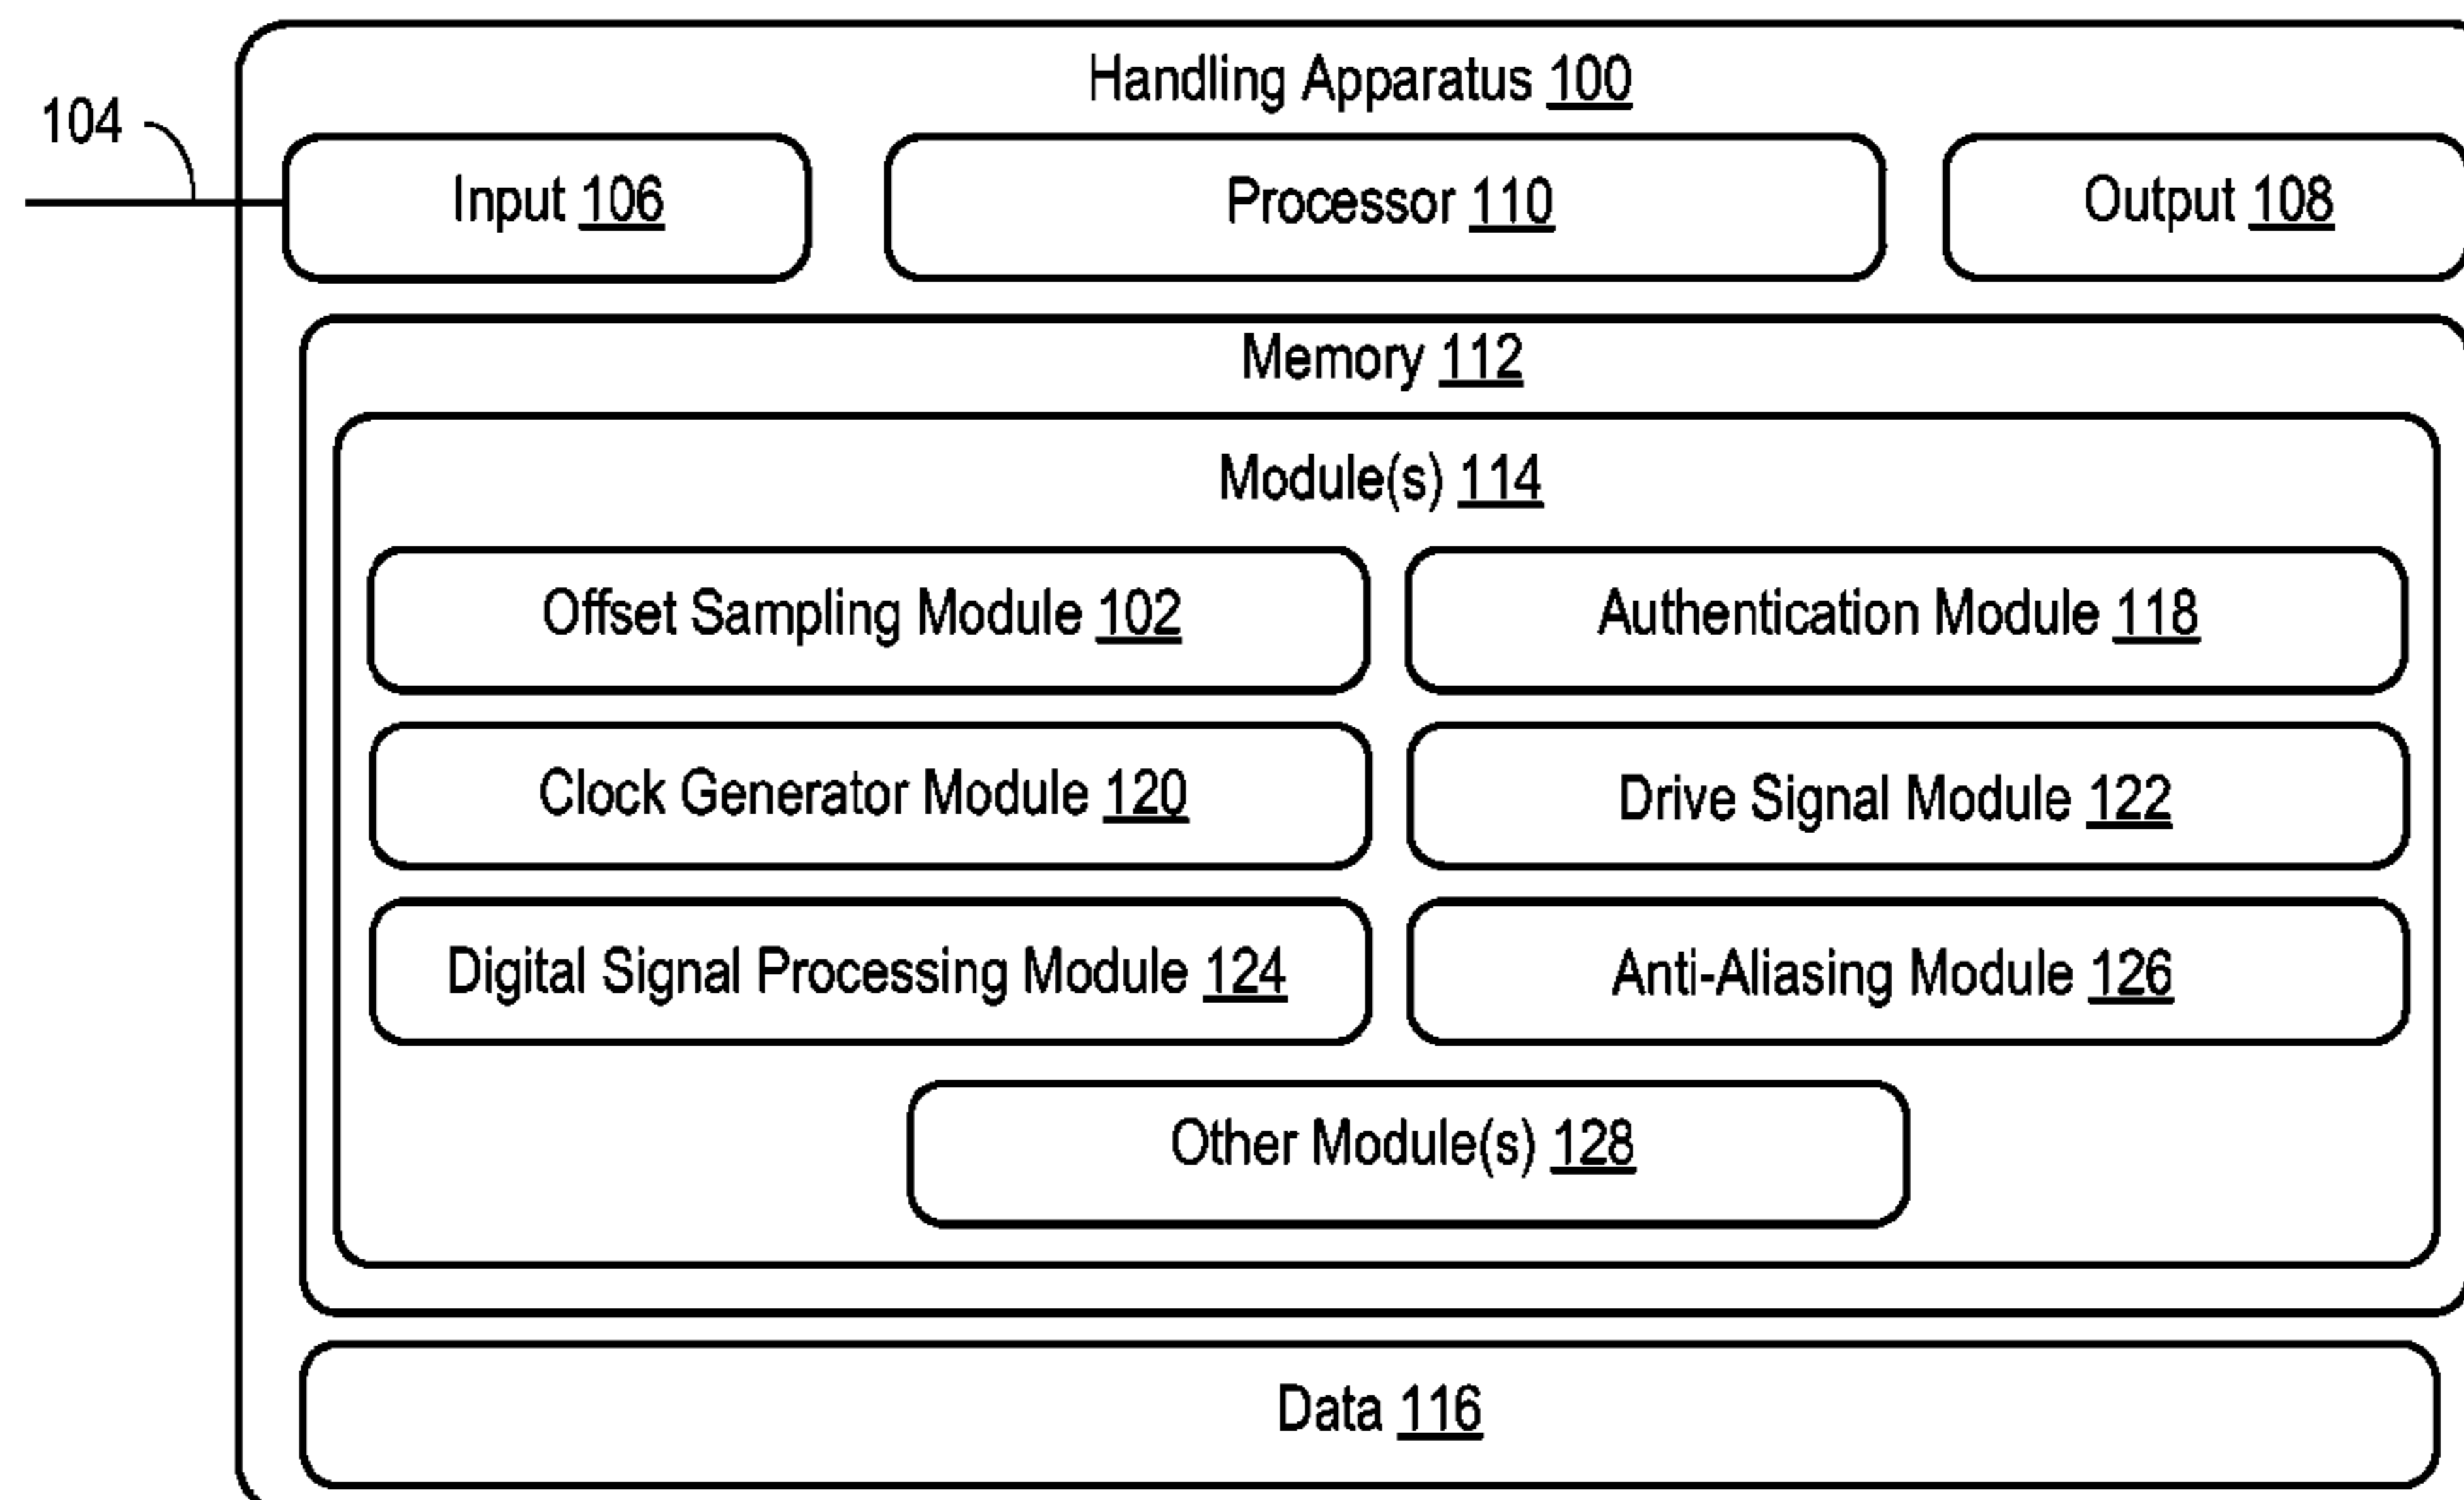 Handling Apparatus 100
104
Input 106
Processor 110
Output 108
Memory 112
Module(s) 114
Offset Sampling Module 102
Authentication Module 118
Clock Generator Module 120
Drive Signal Module 122
Digital Signal Processing Module 124
Anti-Aliasing Module 126
Other Module(s) 128
Data 116